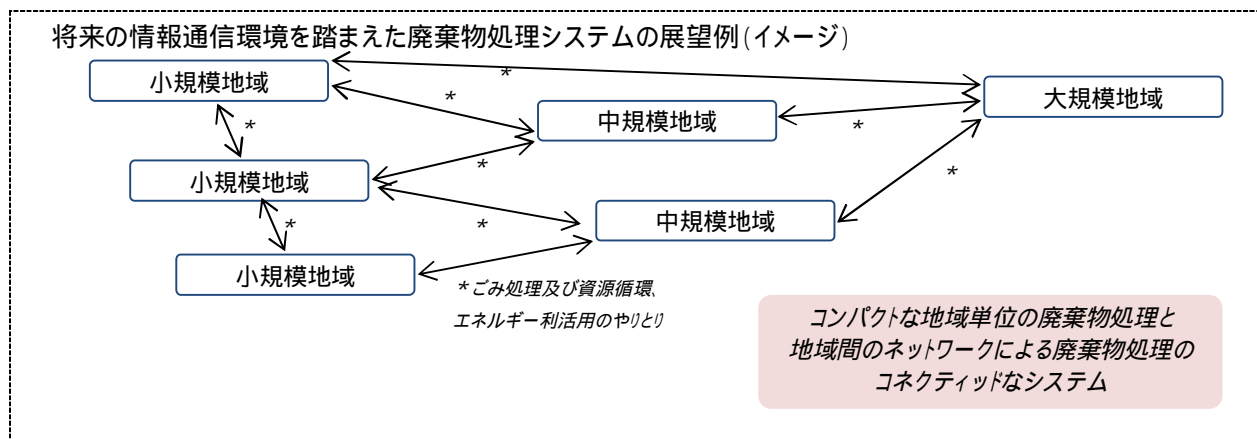 将来の情報通信環境を踏まえた廃棄物処理システムの展望例(イメージ)
小規模地域
*
大規模地域
*
中規模地域
*
*
小規模地域
*
*
*
中規模地域
*
小規模地域
*ごみ処理及び資源循環、
エネルギー利活用のやりとり
コンパクトな地域単位の廃棄物処理と
地域間のネットワークによる廃棄物処理の
コネクティッドなシステム